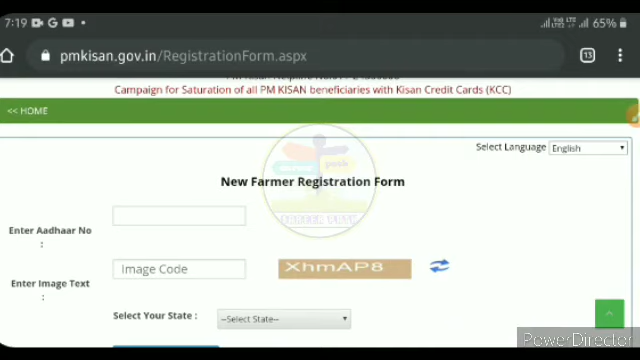 7:19 65%
pmkisan.gov.in/RegistrationForm.aspx 13
Campaign for Saturation of all PM KISAN beneficiaries with Kisan Credit Cards (KCC)
<< HOME
Select Language English
New Farmer Registration Form
Enter Aadhaar No :
Image Code XhmAP8
Enter Image Text :
Select Your State : --Select State--
CAREER PATH
PowerDirector